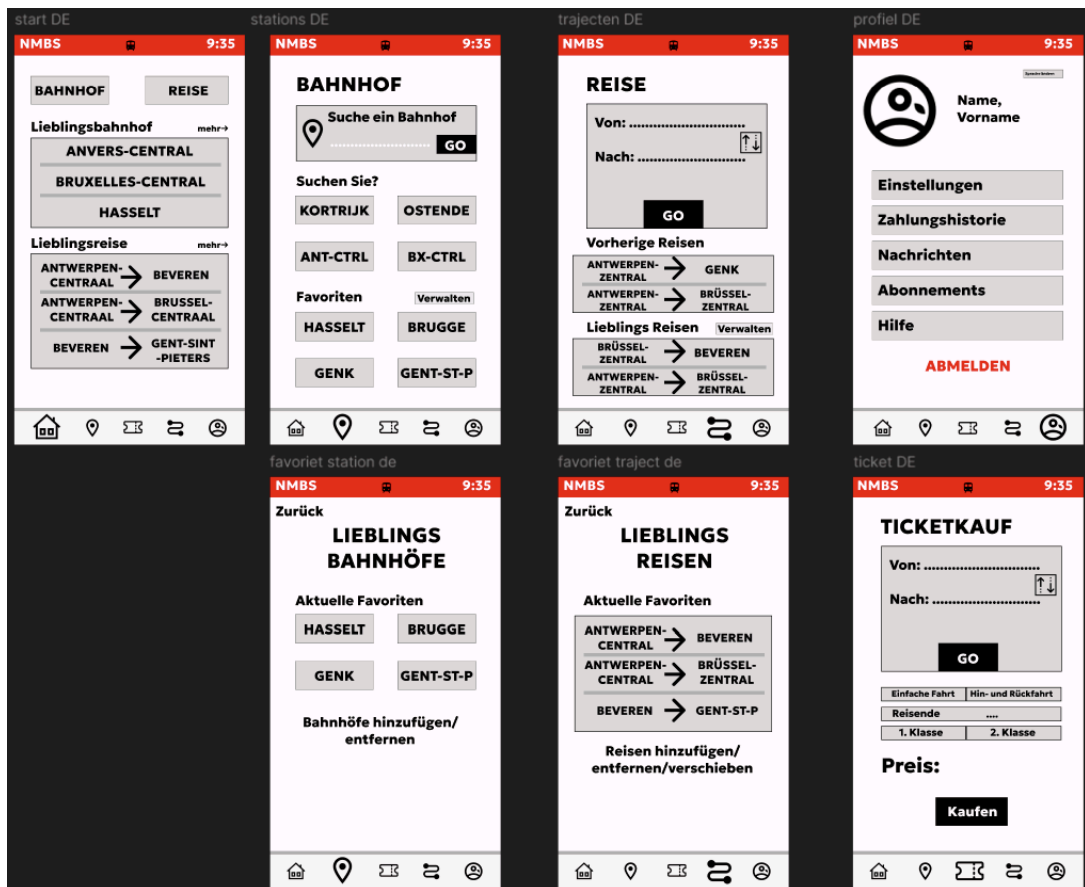 start DE
NMBS 9:35
BAHNHOF REISE
Lieblingsbahnhof mehr→
ANVERS-CENTRAL
BRUXELLES-CENTRAL
HASSELT
Lieblingsreise mehr→
ANTWERPEN-
CENTRAAL → BEVEREN
ANTWERPEN-
CENTRAAL → BRUSSEL-
CENTRAAL
BEVEREN → GENT-SINT
-PIETERS
stations DE
NMBS 9:35
BAHNHOF
Suche ein Bahnhof
GO
Suchen Sie?
KORTRIJK OSTENDE
ANT-CTRL BX-CTRL
Favoriten Verwalten
HASSELT BRUGGE
GENK GENT-ST-P
trajecten DE
NMBS 9:35
REISE
Von: ........................
Nach: ......................
GO
Vorherige Reisen
ANTWERPEN-
ZENTRAL → GENK
ANTWERPEN-
ZENTRAL → BRÜSSEL-
ZENTRAL
Lieblings Reisen Verwalten
BRÜSSEL-
ZENTRAL → BEVEREN
ANTWERPEN-
ZENTRAL → BRÜSSEL-
ZENTRAL
profiel DE
NMBS 9:35
Sprache ändern
Name,
Vorname
Einstellungen
Zahlungshistorie
Nachrichten
Abonnements
Hilfe
ABMELDEN
favoriet station de
NMBS 9:35
Zurück
LIEBLINGS
BAHNHÖFE
Aktuelle Favoriten
HASSELT BRUGGE
GENK GENT-ST-P
Bahnhöfe hinzufügen/
entfernen
favoriet traject de
NMBS 9:35
Zurück
LIEBLINGS
REISEN
Aktuelle Favoriten
ANTWERPEN-
CENTRAL → BEVEREN
ANTWERPEN-
CENTRAL → BRÜSSEL-
ZENTRAL
BEVEREN → GENT-ST-P
Reisen hinzufügen/
entfernen/verschieben
ticket DE
NMBS 9:35
TICKETKAUF
Von: ........................
Nach: ......................
GO
Einfache Fahrt Hin- und Rückfahrt
Reisende ....
1. Klasse 2. Klasse
Preis:
Kaufen